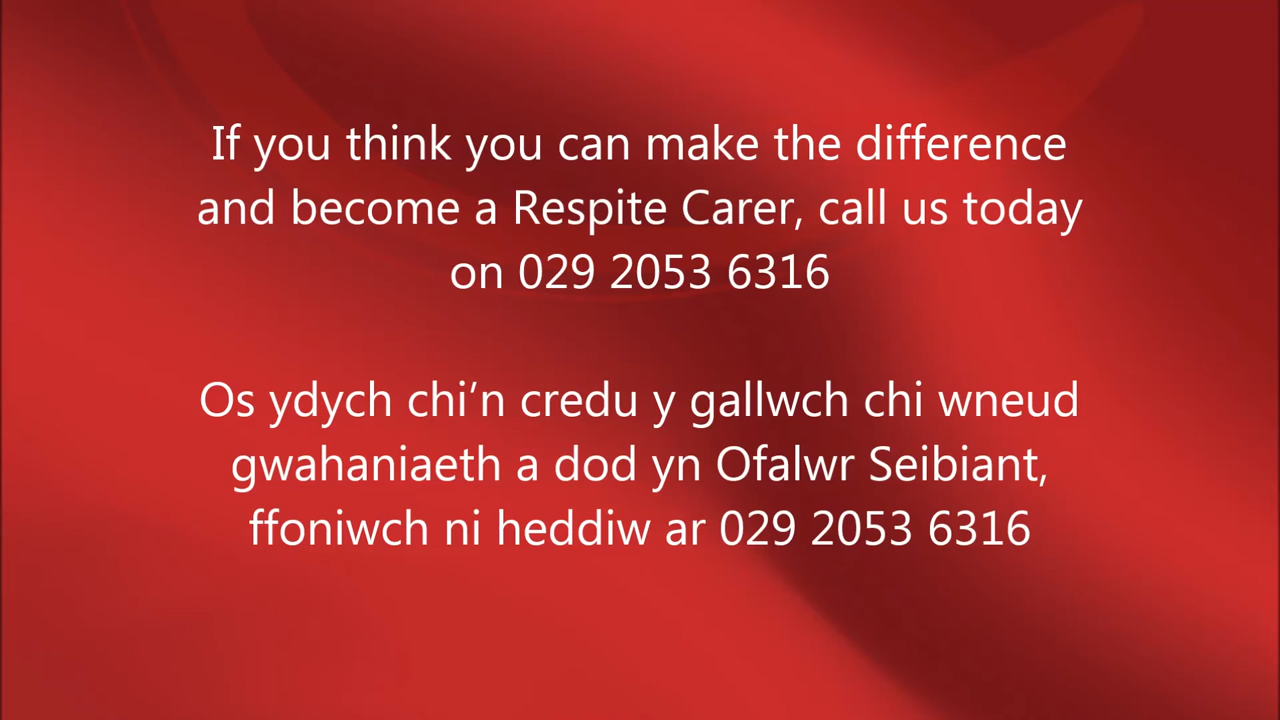 If you think you can make the difference
and become a Respite Carer, call us today
on 029 2053 6316
Os ydych chi’n credu y gallwch chi wneud
gwahaniaeth a dod yn Ofalwr Seibiant,
ffoniwch ni heddiw ar 029 2053 6316